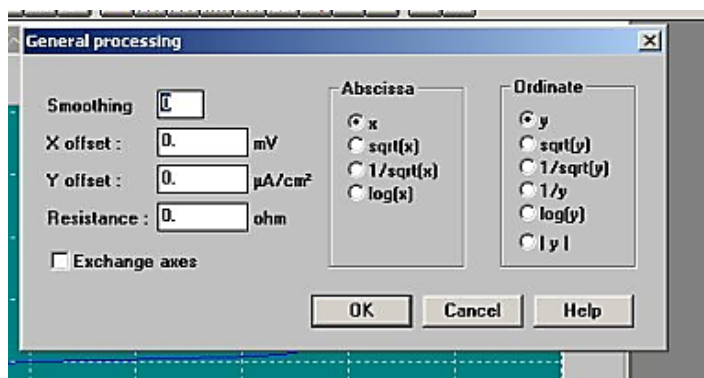 General processing
Smoothing 0
X offset : 0. mV
Y offset : 0. µA/cm²
Resistance : 0. ohm
Exchange axes
Abscissa
x
sqrt(x)
1/sqrt(x)
log(x)
Ordinate
y
sqrt(y)
1/sqrt(y)
1/y
log(y)
| y |
OK Cancel Help